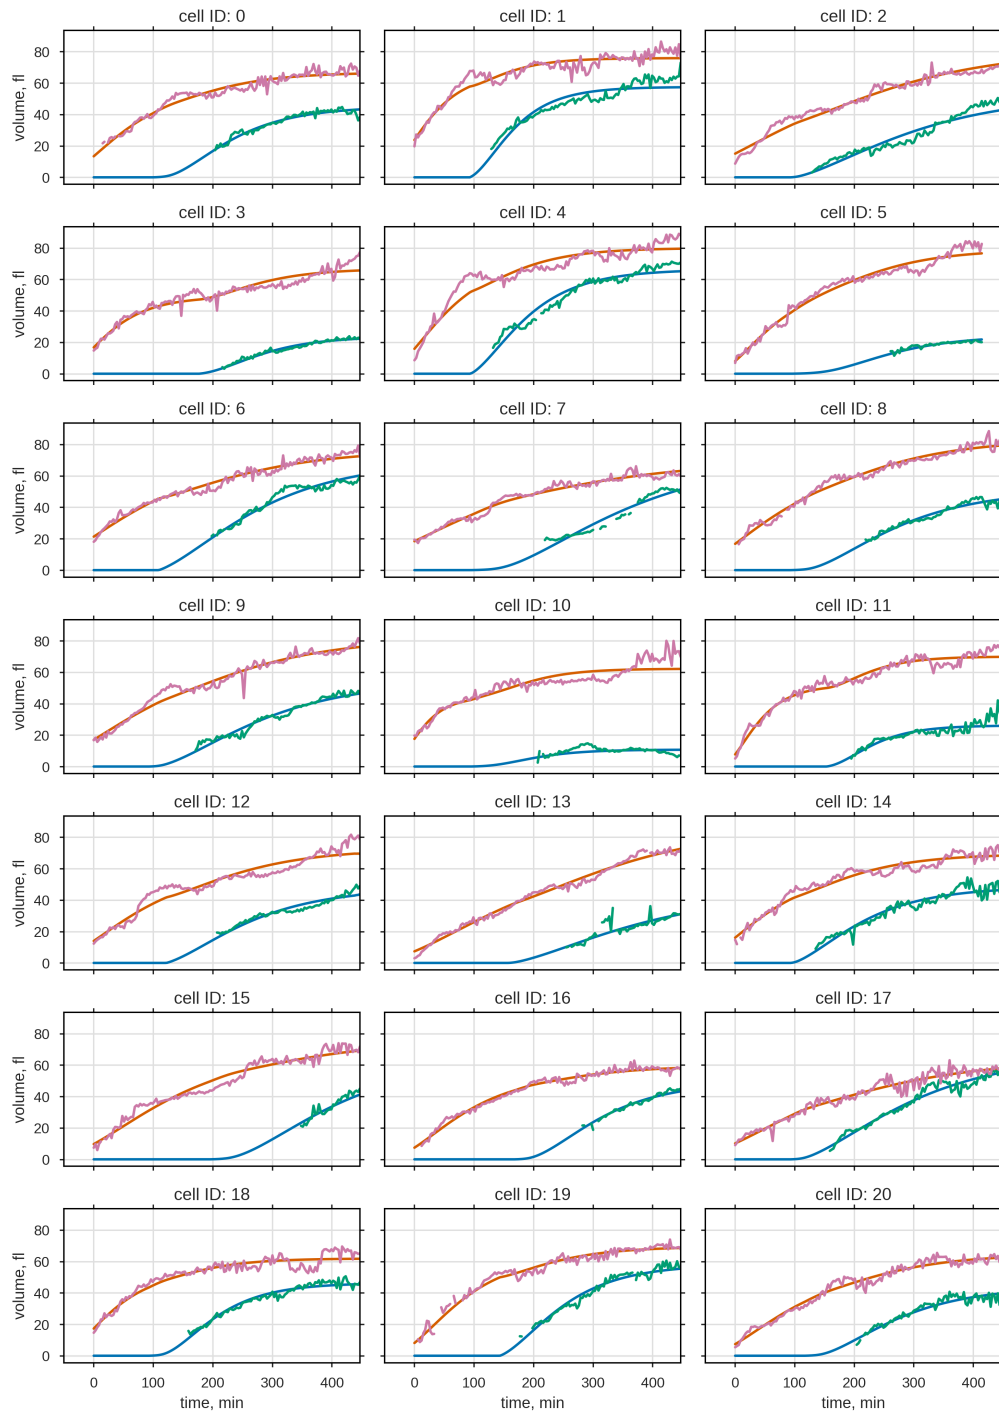 cell ID: 0
cell ID: 1
cell ID: 2
80
60
40
20
0
volume, fl
cell ID: 3
cell ID: 4
cell ID: 5
80
60
40
20
0
volume, fl
cell ID: 6
cell ID: 7
cell ID: 8
80
60
40
20
0
volume, fl
cell ID: 9
cell ID: 10
cell ID: 11
80
60
40
20
0
volume, fl
cell ID: 12
cell ID: 13
cell ID: 14
80
60
40
20
0
volume, fl
cell ID: 15
cell ID: 16
cell ID: 17
80
60
40
20
0
volume, fl
cell ID: 18
cell ID: 19
cell ID: 20
80
60
40
20
0
volume, fl
0 100 200 300 400
0 100 200 300 400
0 100 200 300 400
time, min
time, min
time, min